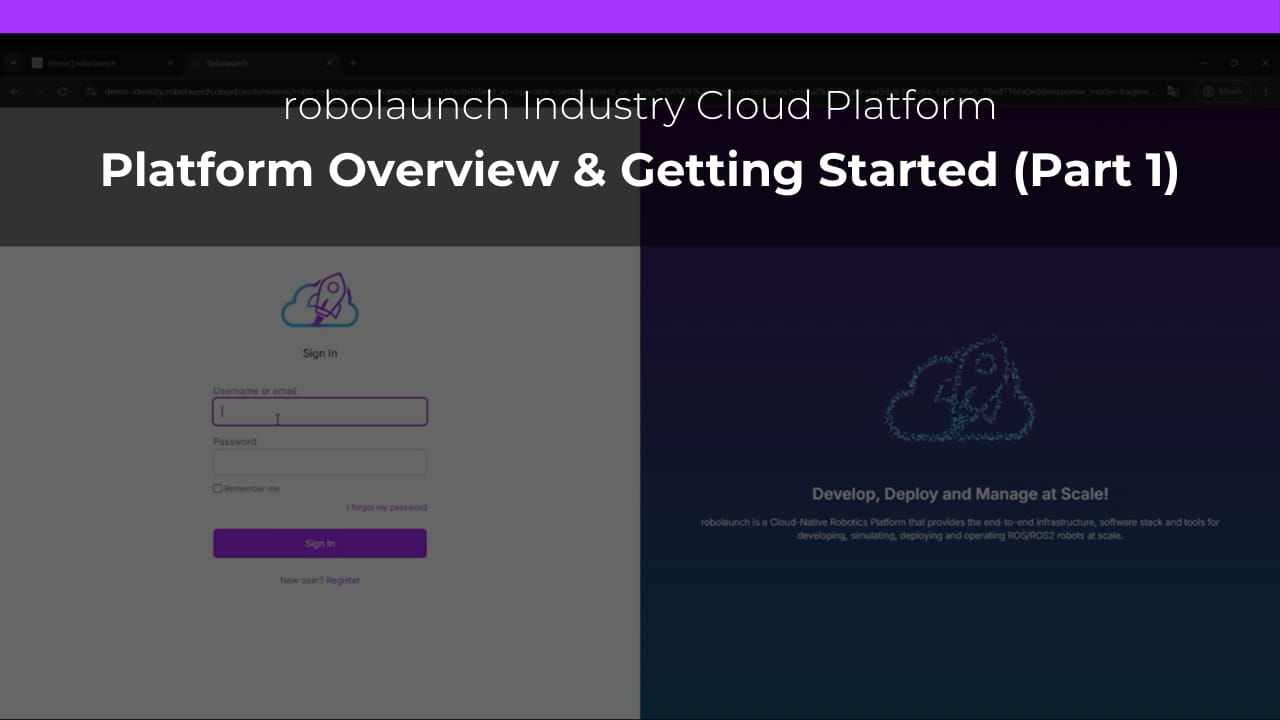 Home | robolaunch
Robolaunch
robolaunch Industry Cloud Platform
Platform Overview & Getting Started (Part 1)
Sign In
Username or email
Password
Remember me
I forgot my password
Sign In
New user? Register
Develop, Deploy and Manage at Scale!
robolaunch is a Cloud-Native Robotics Platform that provides the end-to-end infrastructure, software stack and tools for
developing, simulating, deploying and operating ROS/ROS2 robots at scale.